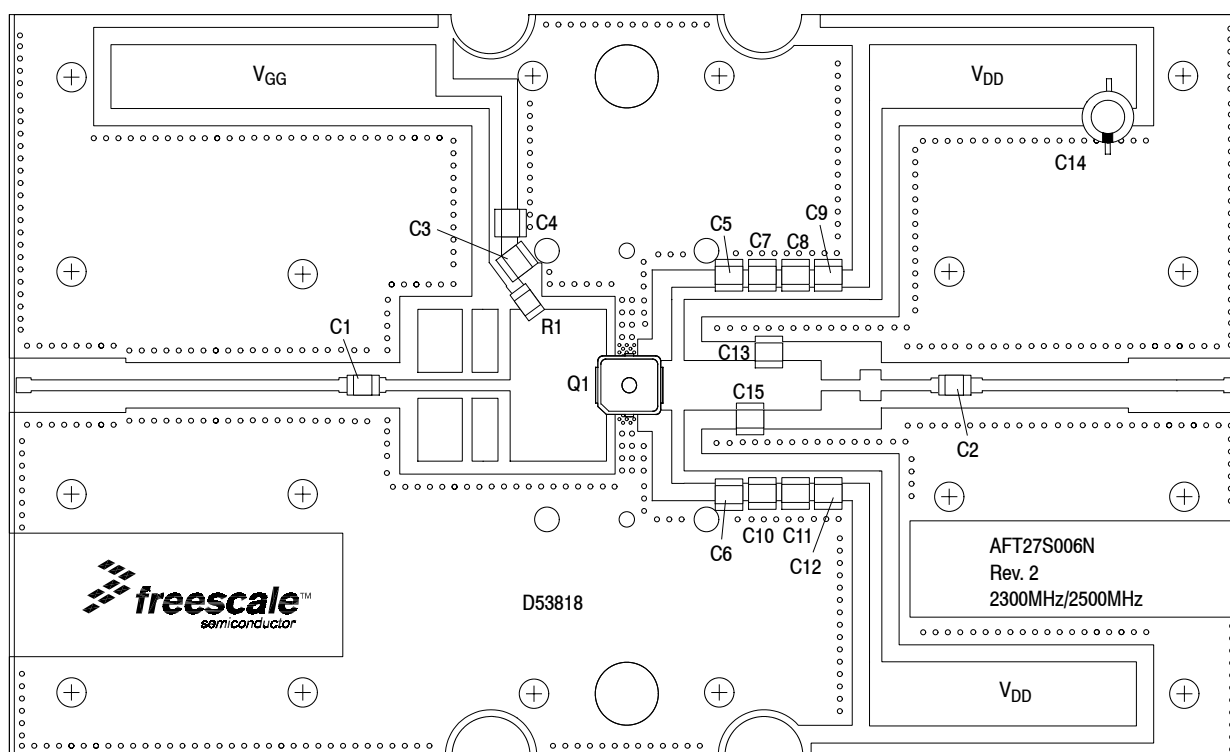 VGG
VDD
C14
C3
C4
C5
C7
C8
C9
R1
C1
C13
Q1
C15
C2
C6
C10
C11
C12
AFT27S006N
Rev. 2
2300MHz/2500MHz
freescale™
semiconductor
D53818
VDD